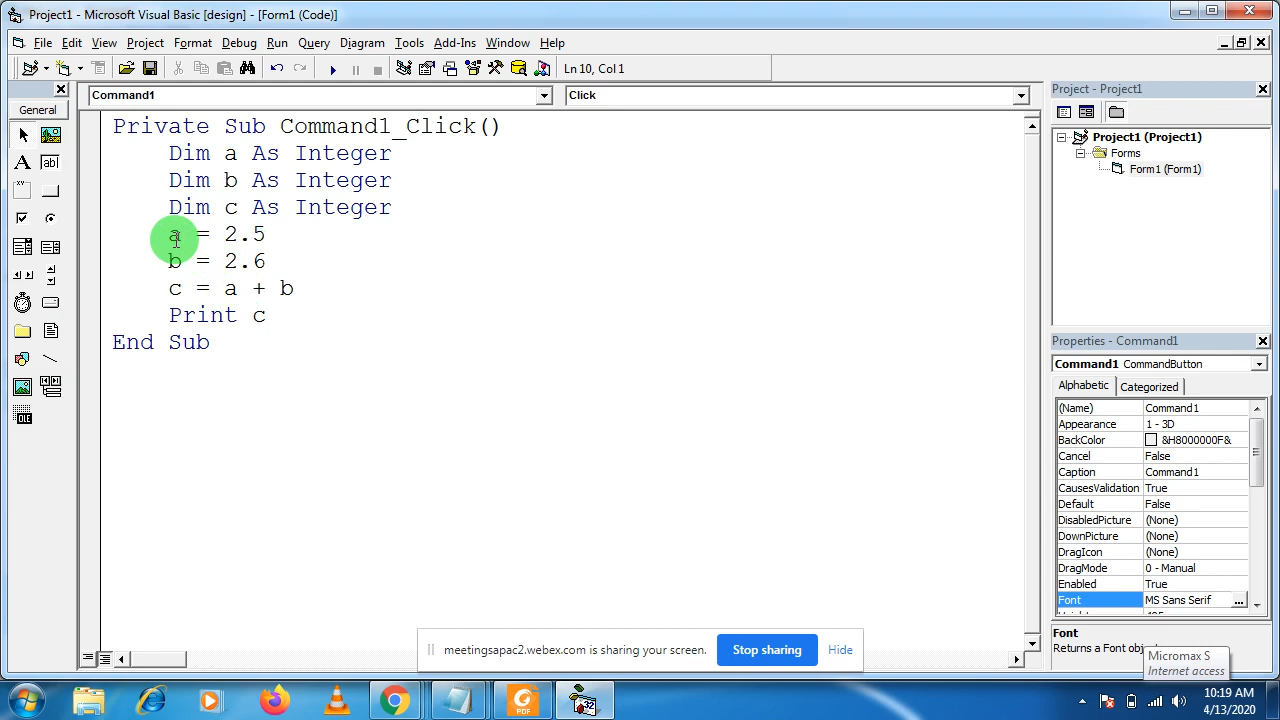 Project1 - Microsoft Visual Basic [design] - [Form1 (Code)]
File Edit View Project Format Debug Run Query Diagram Tools Add-Ins Window Help
Ln 10, Col 1
General
Command1 Click
Private Sub Command1_Click()
Dim a As Integer
Dim b As Integer
Dim c As Integer
a = 2.5
b = 2.6
c = a + b
Print c
End Sub
Project - Project1
Project1 (Project1)
Forms
Form1 (Form1)
Properties - Command1
Command1 CommandButton
Alphabetic Categorized
(Name) Command1
Appearance 1 - 3D
BackColor &H8000000F&
Cancel False
Caption Command1
CausesValidation True
Default False
DisabledPicture (None)
DownPicture (None)
DragIcon (None)
DragMode 0 - Manual
Enabled True
Font MS Sans Serif ...
Font
Returns a Font
Micromax S
Internet access
meetingsapac2.webex.com is sharing your screen. Stop sharing Hide
OLE
PDF
10:19 AM
4/13/2020